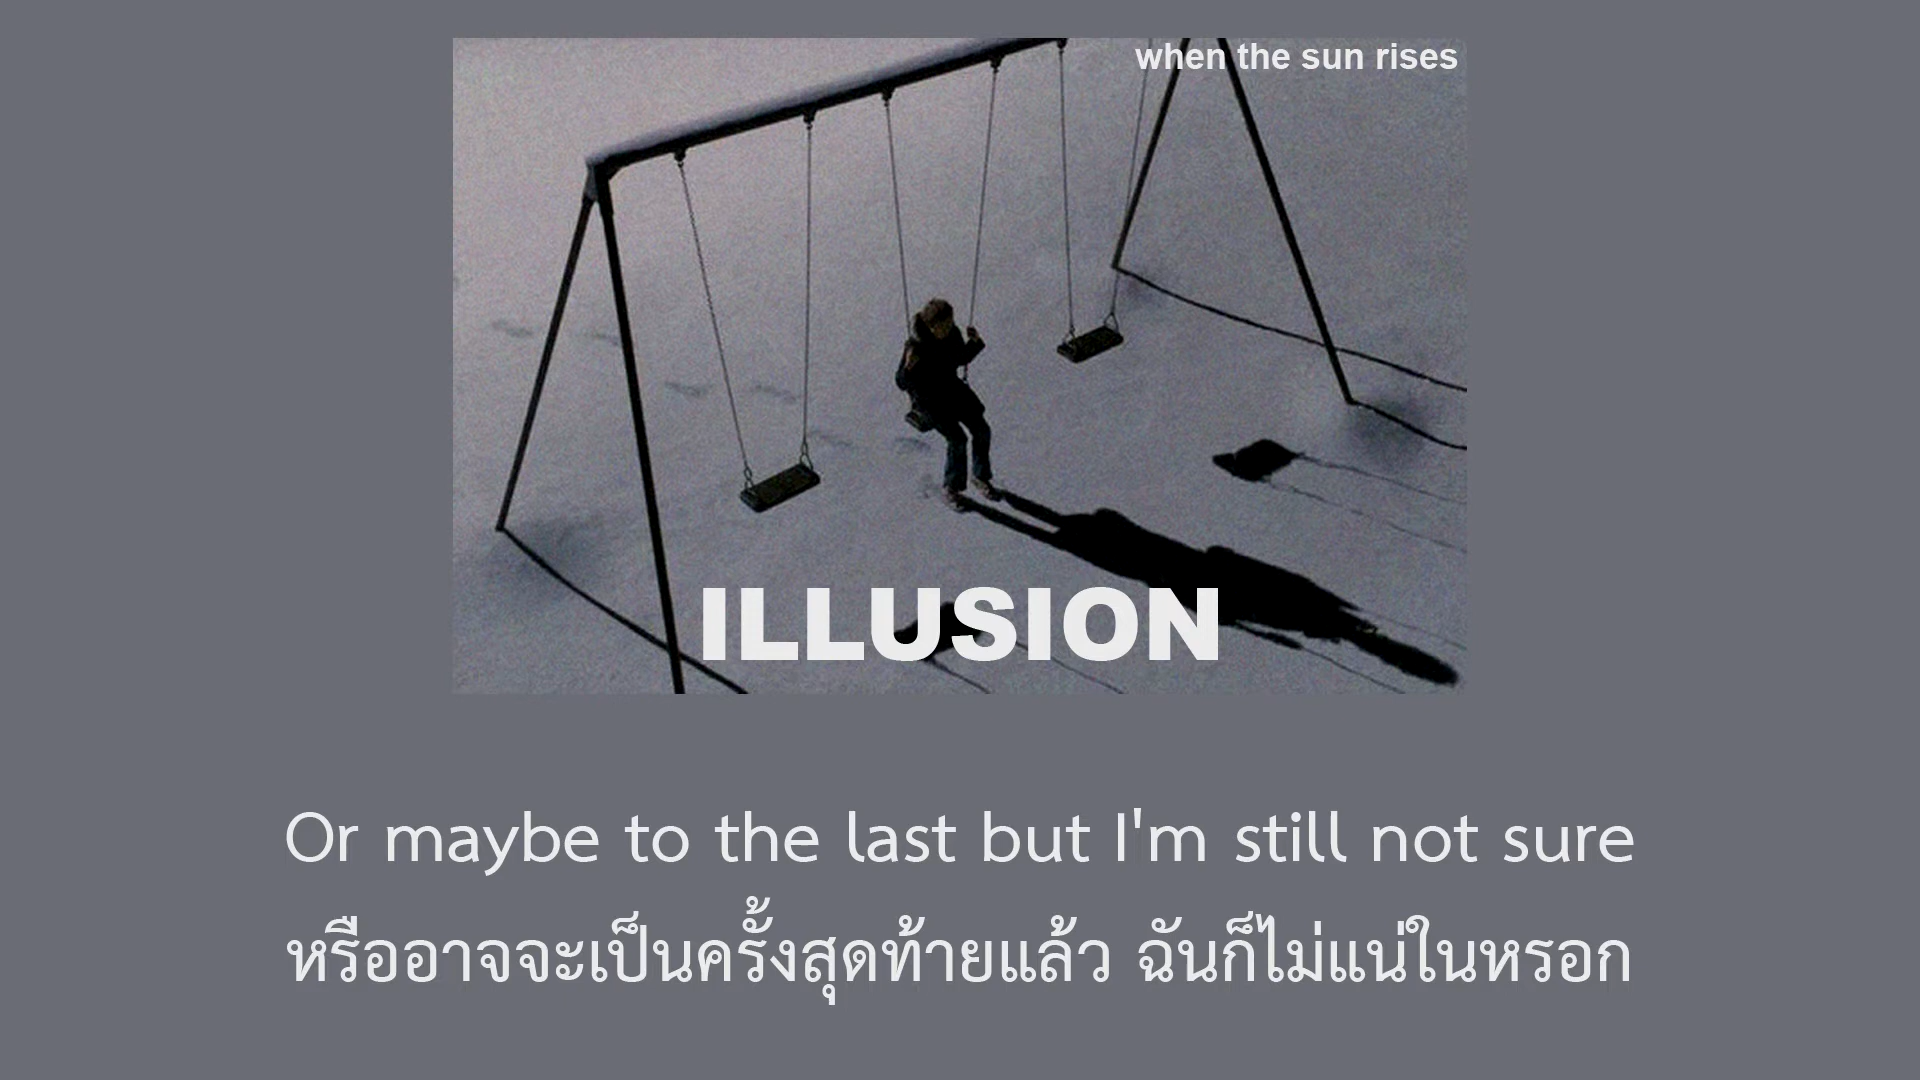 when the sun rises
ILLUSION
Or maybe to the last but I'm still not sure
หรืออาจจะเป็นครั้งสุดท้ายแล้ว ฉันก็ไม่แน่ใจหรอก